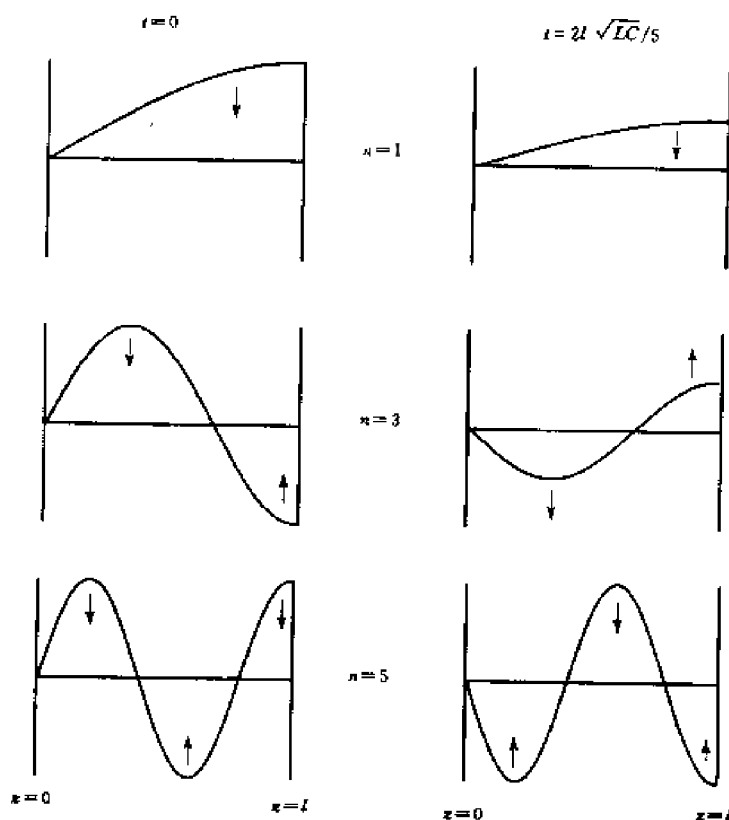 t = 0
t = 2l √LC/5
n = 1
n = 3
n = 5
z = 0
z = l
z = 0
z = l